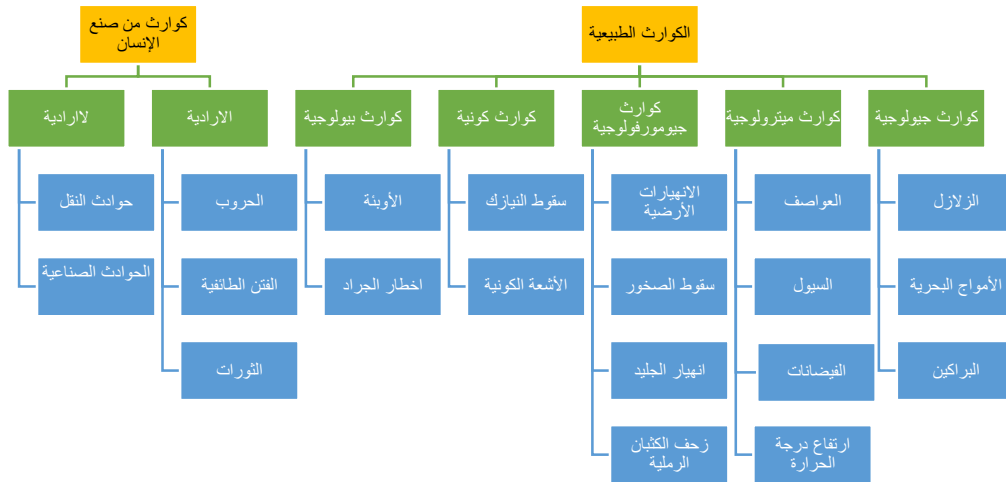 الكوارث الطبيعية
كوارث من صنع
الإنسان
كوارث جيولوجية
كوارث ميترولوجية
كوارث
جيومورفولوجية
كوارث كونية
كوارث بيولوجية
الارادية
لاارادية
الزلازل
العواصف
الانهيارات
الأرضية
سقوط النيازك
الأوبئة
الحروب
حوادث النقل
الأمواج البحرية
السيول
سقوط الصخور
الأشعة الكونية
اخطار الجراد
الفتن الطائفية
الحوادث الصناعية
البراكين
الفيضانات
انهيار الجليد
الثورات
ارتفاع درجة
الحرارة
زحف الكثبان
الرملية